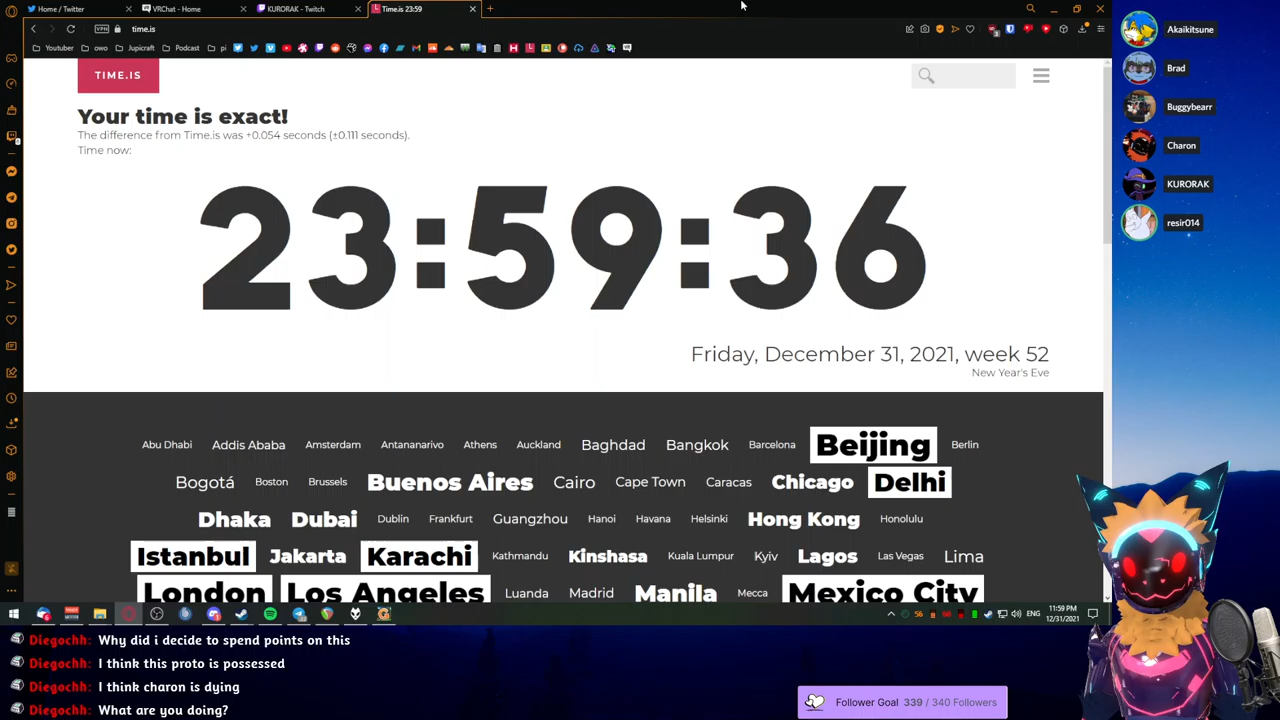 Home / Twitter
VRChat - Home
KURORAK - Twitch
Time.is 23:59
VPN
time.is
Youtuber
owo
Jupicraft
Podcast
pi
TIME.IS
Your time is exact!
The difference from Time.is was +0.054 seconds (±0.111 seconds).
Time now:
23:59:36
Friday, December 31, 2021, week 52
New Year's Eve
Abu Dhabi Addis Ababa Amsterdam Antananarivo Athens Auckland Baghdad Bangkok Barcelona Beijing Berlin
Bogotá Boston Brussels Buenos Aires Cairo Cape Town Caracas Chicago Delhi
Dhaka Dubai Dublin Frankfurt Guangzhou Hanoi Havana Helsinki Hong Kong Honolulu
Istanbul Jakarta Karachi Kathmandu Kinshasa Kuala Lumpur Kyiv Lagos Las Vegas Lima
London Los Angeles Luanda Madrid Manila Mecca Mexico City
Akaikitsune
Brad
Buggybearr
Charon
KURORAK
resir014
56
ENG
11:59 PM
12/31/2021
Diegochh: Why did i decide to spend points on this
Diegochh: I think this proto is possessed
Diegochh: I think charon is dying
Diegochh: What are you doing?
Follower Goal 339 / 340 Followers